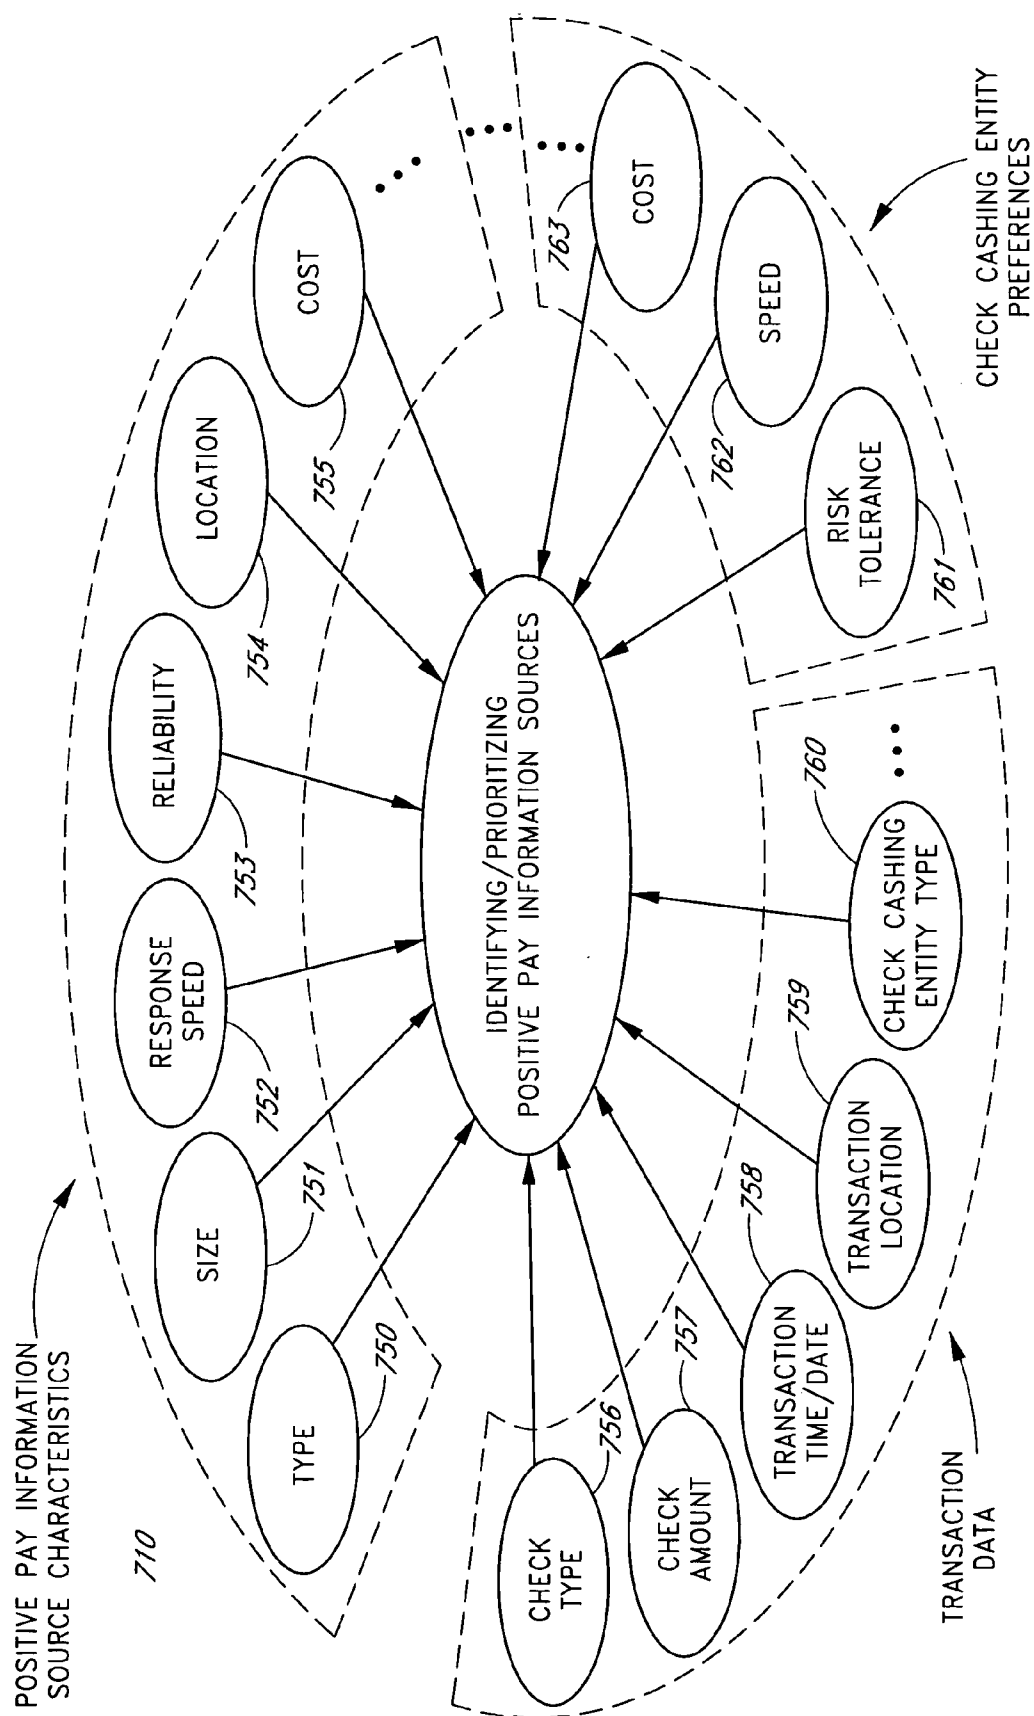 POSITIVE PAY INFORMATION
SOURCE CHARACTERISTICS
710
TYPE
750
SIZE
751
RESPONSE
SPEED
752
RELIABILITY
753
LOCATION
754
COST
755
IDENTIFYING/PRIORITIZING
POSITIVE PAY INFORMATION SOURCES
CHECK
TYPE
756
CHECK
AMOUNT
757
TRANSACTION
TIME/DATE
758
TRANSACTION
LOCATION
759
CHECK CASHING
ENTITY TYPE
760
TRANSACTION
DATA
RISK
TOLERANCE
761
SPEED
762
COST
763
CHECK CASHING ENTITY
PREFERENCES